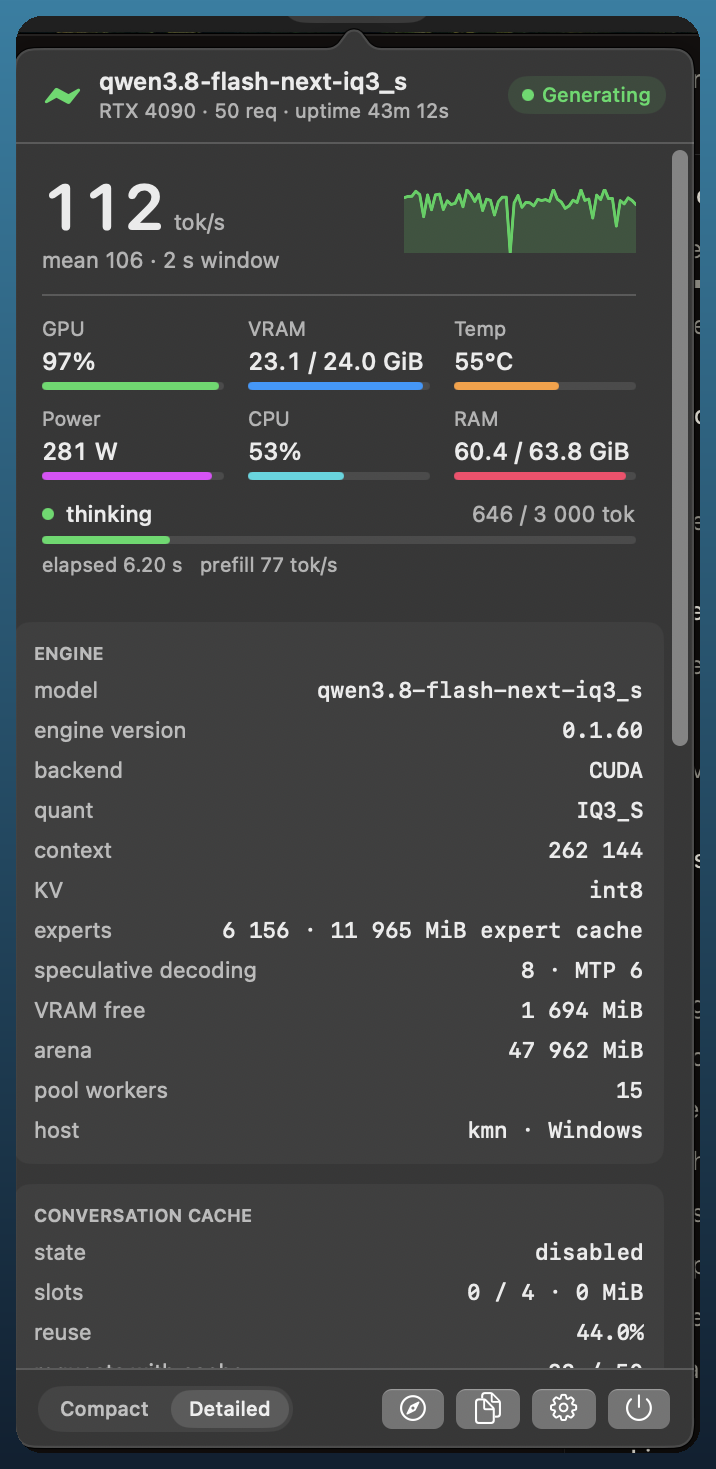 qwen3.8-flash-next-iq3_s
RTX 4090 · 50 req · uptime 43m 12s
Generating
112 tok/s
mean 106 · 2 s window
GPU
97%
VRAM
23.1 / 24.0 GiB
Temp
55°C
Power
281 W
CPU
53%
RAM
60.4 / 63.8 GiB
thinking 646 / 3 000 tok
elapsed 6.20 s prefill 77 tok/s
ENGINE
model qwen3.8-flash-next-iq3_s
engine version 0.1.60
backend CUDA
quant IQ3_S
context 262 144
KV int8
experts 6 156 · 11 965 MiB expert cache
speculative decoding 8 · MTP 6
VRAM free 1 694 MiB
arena 47 962 MiB
pool workers 15
host kmn · Windows
CONVERSATION CACHE
state disabled
slots 0 / 4 · 0 MiB
reuse 44.0%
Compact Detailed